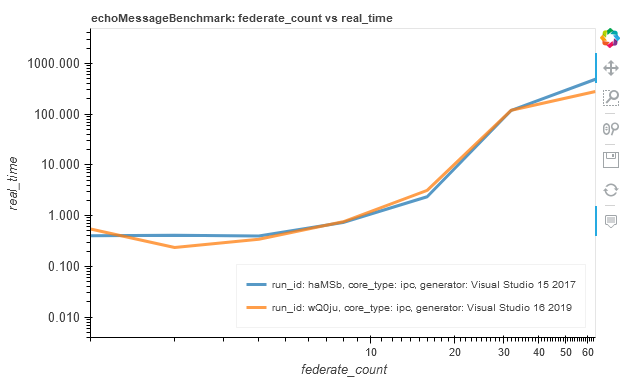 echoMessageBenchmark: federate_count vs real_time
1000.000
100.000
10.000
1.000
0.100
0.010
real_time
run_id: haMSb, core_type: ipc, generator: Visual Studio 15 2017
run_id: wQ0ju, core_type: ipc, generator: Visual Studio 16 2019
10 20 30 40 50 60
federate_count